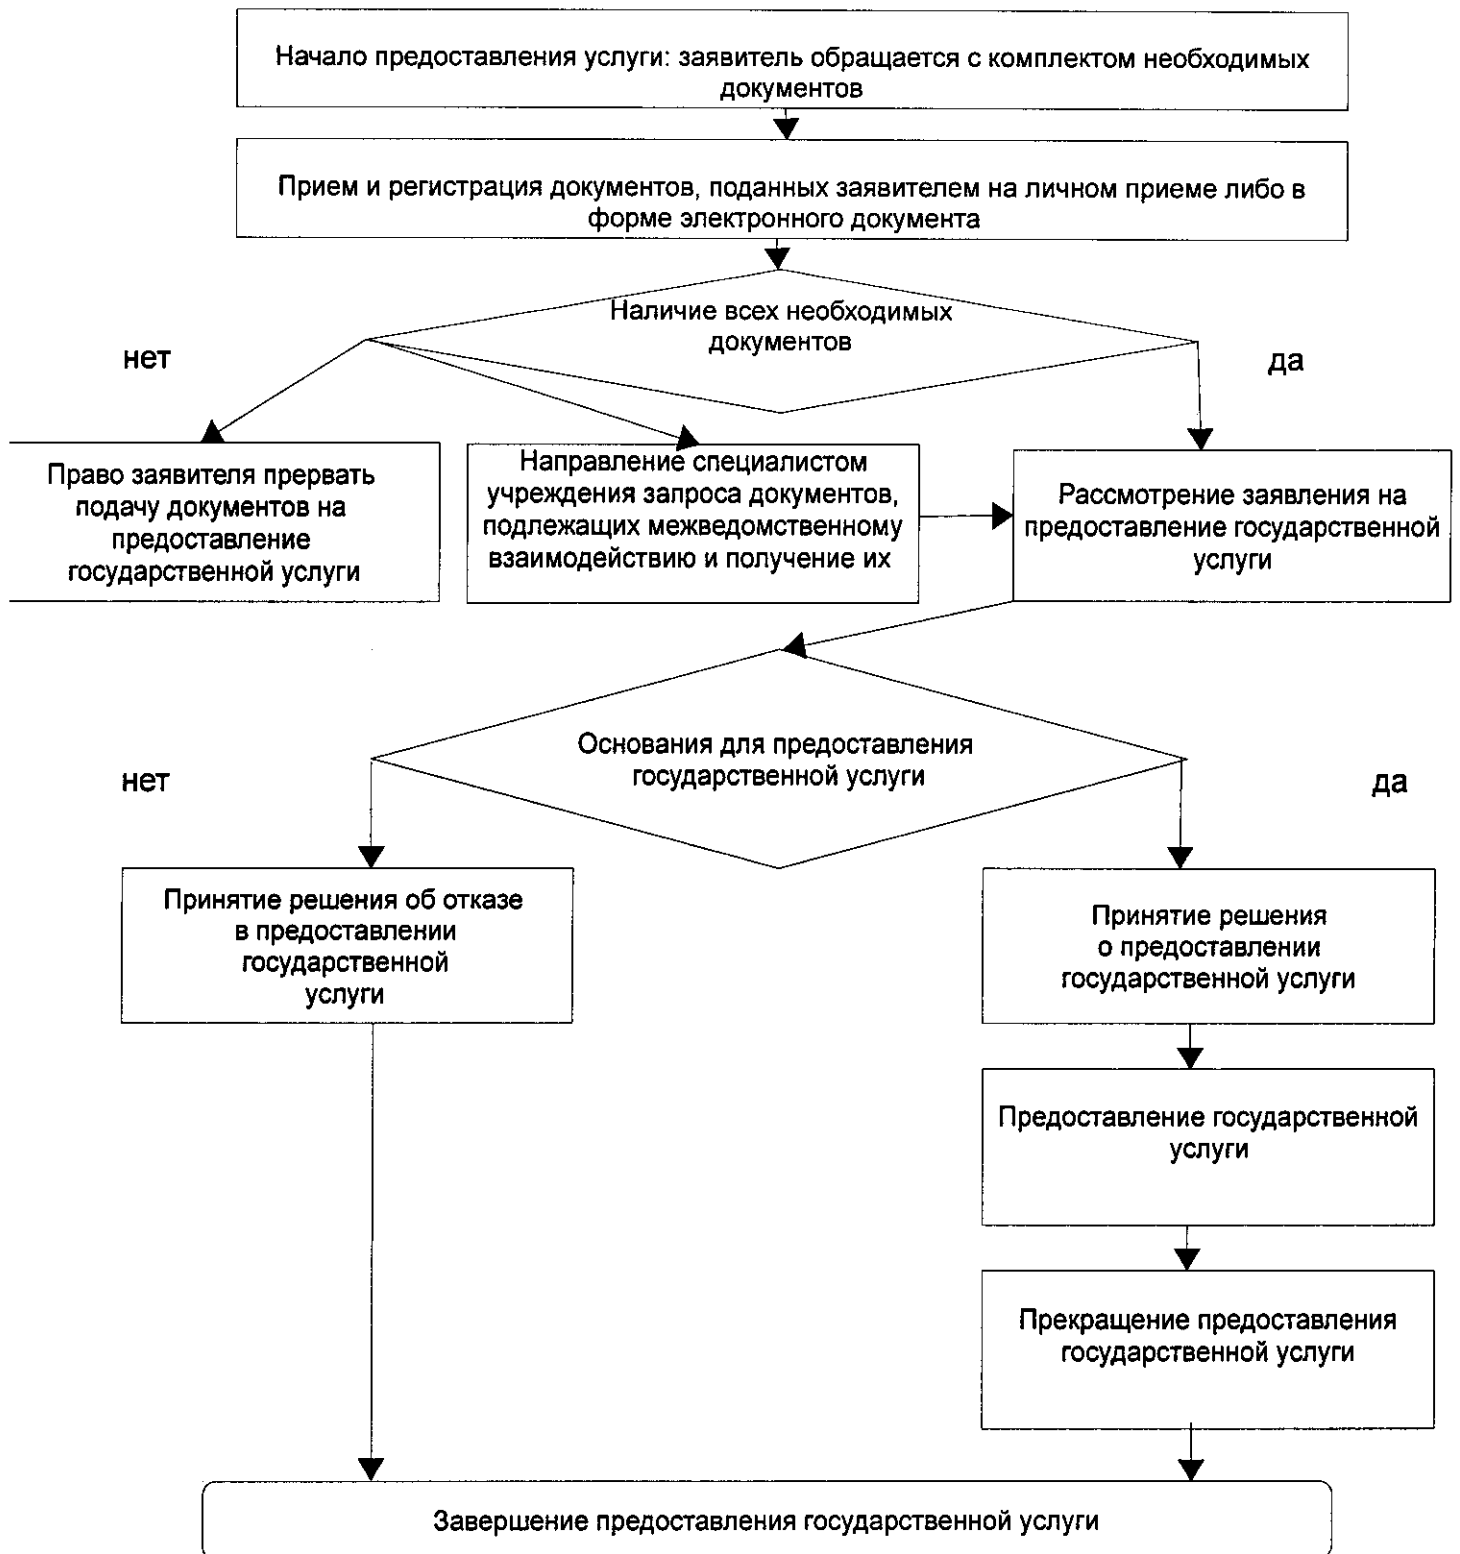 Начало предоставления услуги: заявитель обращается с комплектом необходимых
документов
Прием и регистрация документов, поданных заявителем на личном приеме либо в
форме электронного документа
Наличие всех необходимых
документов
нет
да
Право заявителя прервать
подачу документов на
предоставление
государственной услуги
Направление специалистом
учреждения запроса документов,
подлежащих межведомственному
взаимодействию и получение их
Рассмотрение заявления на
предоставление государственной
услуги
Основания для предоставления
государственной услуги
нет
да
Принятие решения об отказе
в предоставлении
государственной
услуги
Принятие решения
о предоставлении
государственной услуги
Предоставление государственной
услуги
Прекращение предоставления
государственной услуги
Завершение предоставления государственной услуги